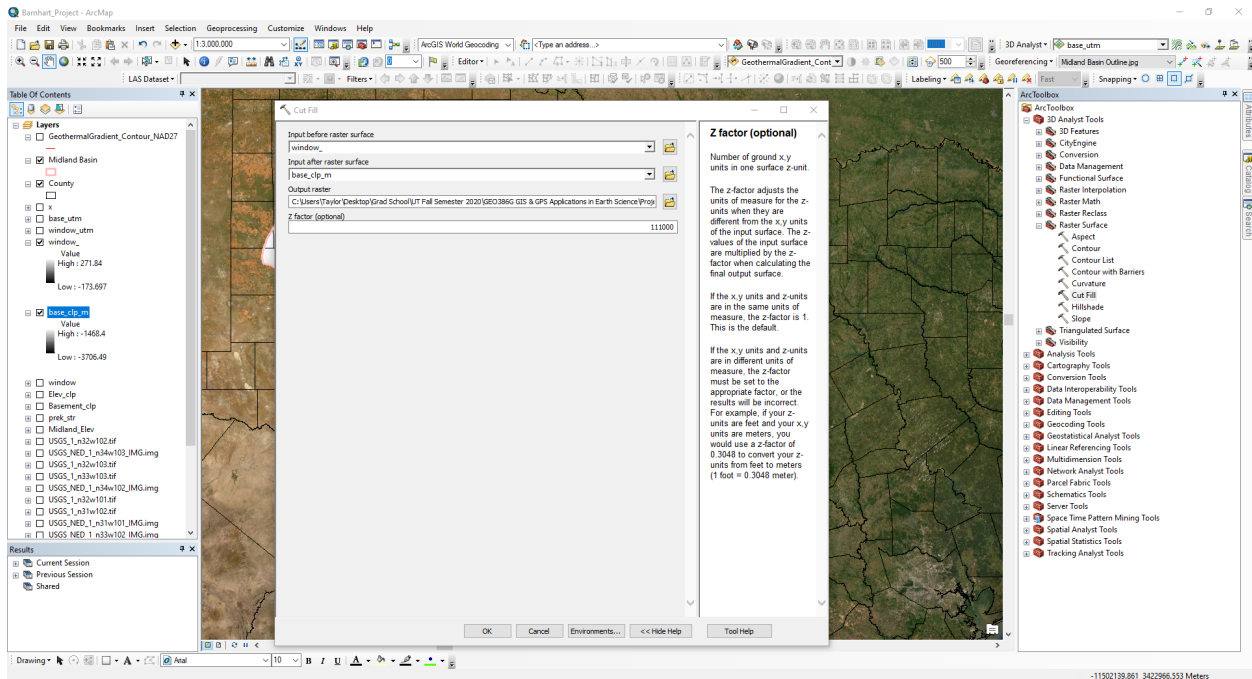 Barnhart_Project - ArcMap
File Edit View Bookmarks Insert Selection Geoprocessing Customize Windows Help
1:3,000,000
ArcGIS World Geocoding
<Type an address...>
3D Analyst
base_utm
0
Editor
GeothermalGradient_Cont
500
Georeferencing
Midland Basin Outline.jpg
LAS Dataset
Filters
Labeling
Fast
Snapping
Table Of Contents
Layers
GeothermalGradient_Contour_NAD27
Midland Basin
County
x
base_utm
window_utm
window_
Value
High : 271.84
Low : -173.697
base_clp_m
Value
High : -1468.4
Low : -3706.49
window
Elev_clp
Basement_clp
prek_str
Midland_Elev
USGS_1_n32w102.tif
USGS_NED_1_n34w103_IMG.img
USGS_1_n32w103.tif
USGS_1_n33w103.tif
USGS_NED_1_n34w102_IMG.img
USGS_1_n32w101.tif
USGS_1_n31w102.tif
USGS_NED_1_n31w101_IMG.img
USGS_NED_1_n33w102_IMG.img
Results
Current Session
Previous Session
Shared
Cut Fill
Input before raster surface
window_
Input after raster surface
base_clp_m
Output raster
C:\Users\Taylor\Desktop\Grad School\UT Fall Semester 2020\GEO386G GIS & GPS Applications in Earth Science\Proje
Z factor (optional)
111000
OK
Cancel
Environments...
<< Hide Help
Tool Help
Z factor (optional)
Number of ground x,y
units in one surface z-unit.
The z-factor adjusts the
units of measure for the z-
units when they are
different from the x,y units
of the input surface. The z-
values of the input surface
are multiplied by the z-
factor when calculating the
final output surface.
If the x,y units and z-units
are in the same units of
measure, the z-factor is 1.
This is the default.
If the x,y units and z-units
are in different units of
measure, the z-factor
must be set to the
appropriate factor, or the
results will be incorrect.
For example, if your z-
units are feet and your x,y
units are meters, you
would use a z-factor of
0.3048 to convert your z-
units from feet to meters
(1 foot = 0.3048 meter).
ArcToolbox
ArcToolbox
3D Analyst Tools
3D Features
CityEngine
Conversion
Data Management
Functional Surface
Raster Interpolation
Raster Math
Raster Reclass
Raster Surface
Aspect
Contour
Contour List
Contour with Barriers
Curvature
Cut Fill
Hillshade
Slope
Triangulated Surface
Visibility
Analysis Tools
Cartography Tools
Conversion Tools
Data Interoperability Tools
Data Management Tools
Editing Tools
Geocoding Tools
Geostatistical Analyst Tools
Linear Referencing Tools
Multidimension Tools
Network Analyst Tools
Parcel Fabric Tools
Schematics Tools
Server Tools
Space Time Pattern Mining Tools
Spatial Analyst Tools
Spatial Statistics Tools
Tracking Analyst Tools
Attributes
Catalog
Search
Drawing
A
Arial
10
B I U A
-11502139.861 3422966.553 Meters